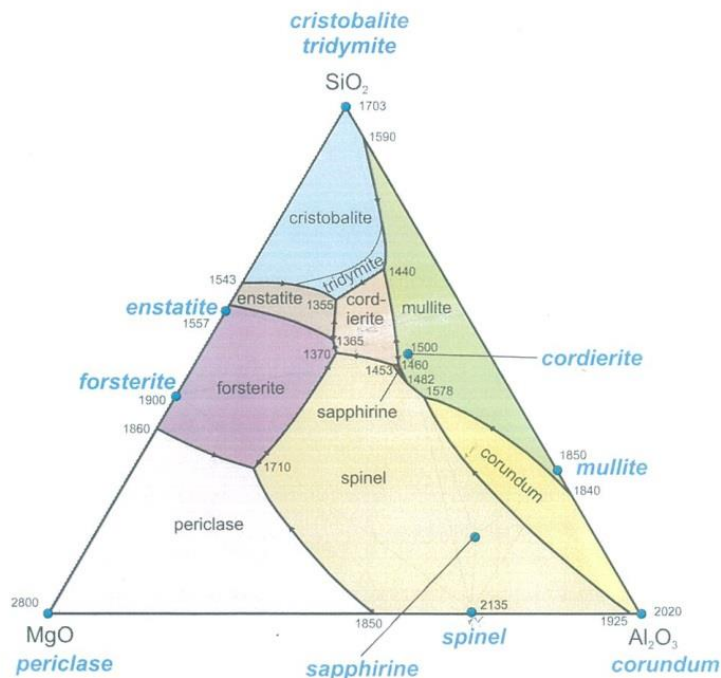 cristobalite
tridymite
SiO₂
1703
1590
cristobalite
tridymite
1543
1440
enstatite
enstatite
1355
cord-
ierite
mullite
1557
1365
1500
cordierite
1370
1460
1453
1482
forsterite
forsterite
1578
1900
sapphirine
1860
corundum
1850
mullite
1710
spinel
1840
periclase
2800
2135
2020
MgO
1850
spinel
1925
Al₂O₃
periclase
sapphirine
corundum